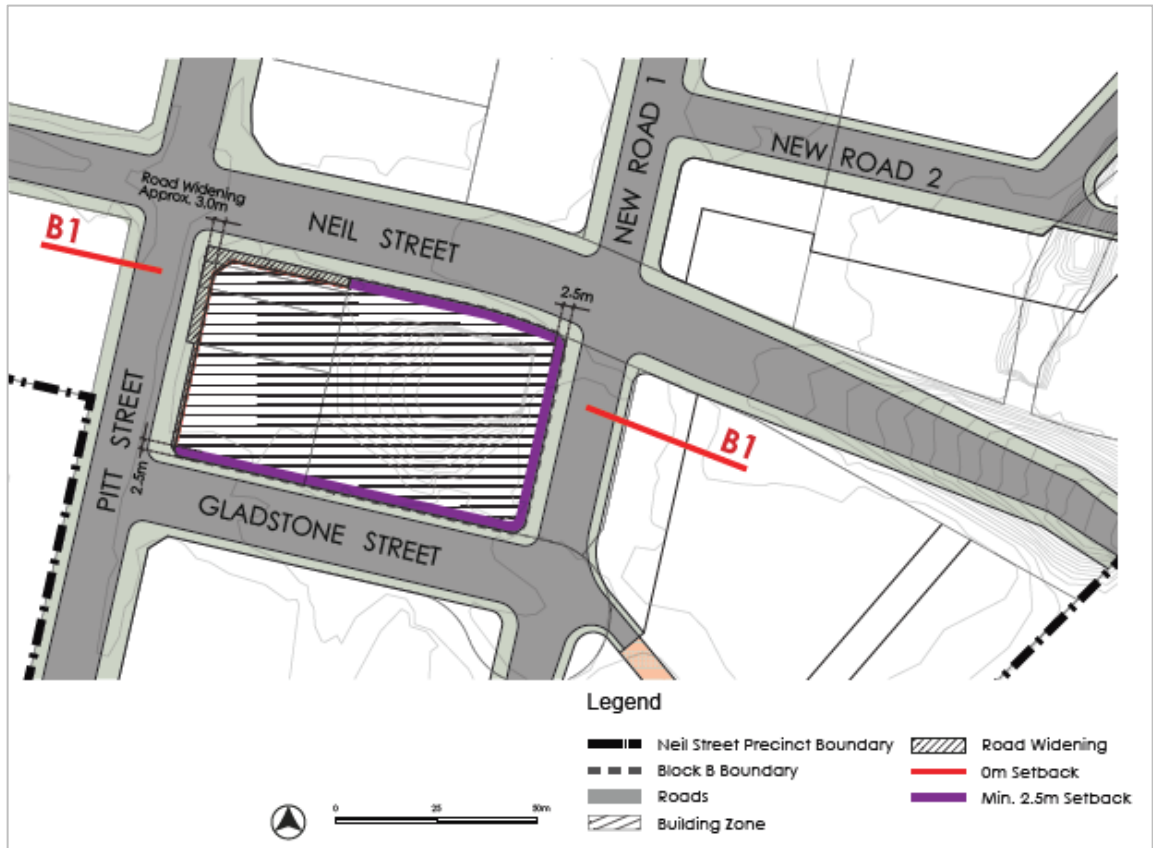 NEW ROAD 1
NEW ROAD 2
Road Widening
Approx. 3.0m
B1
NEIL STREET
2.5m
PITT STREET
2.5m
B1
GLADSTONE STREET
Legend
Neil Street Precinct Boundary
Block B Boundary
Roads
Building Zone
Road Widening
0m Setback
Min. 2.5m Setback
0 25 50m